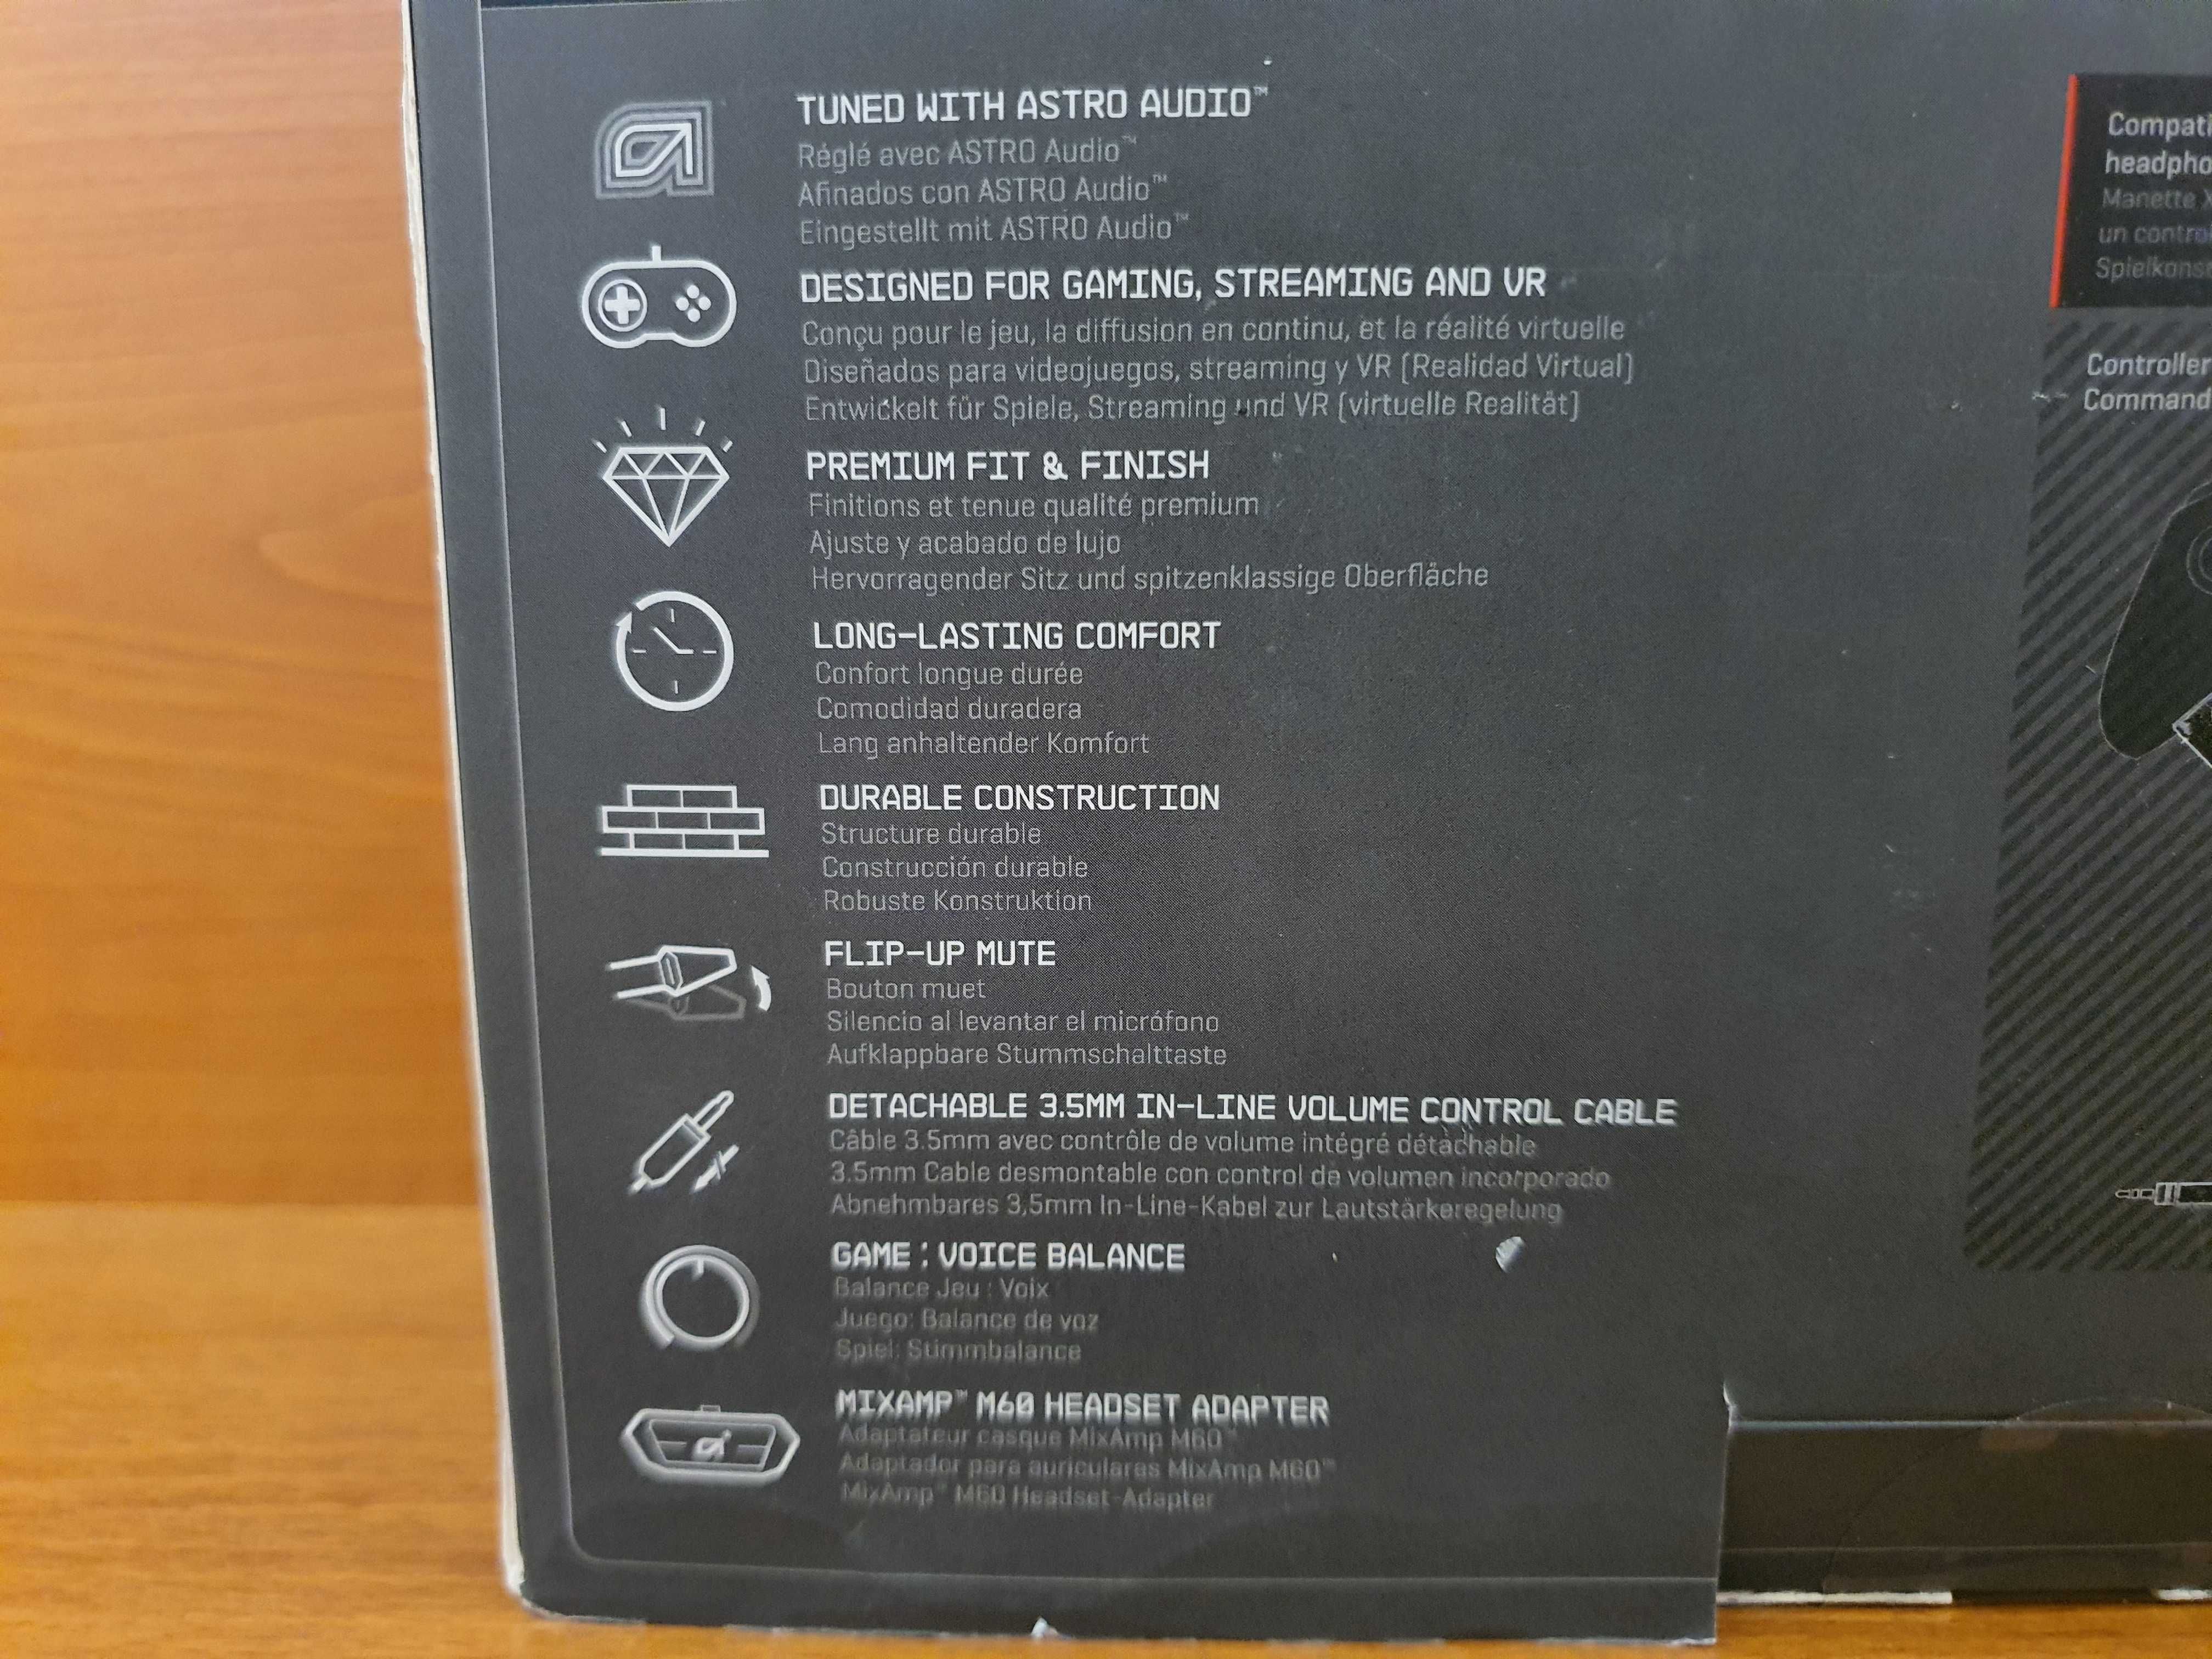 TUNED WITH ASTRO AUDIO™
Réglé avec ASTRO Audio™
Afinados con ASTRO Audio™
Eingestellt mit ASTRO Audio™
DESIGNED FOR GAMING, STREAMING AND VR
Conçu pour le jeu, la diffusion en continu, et la réalité virtuelle
Diseñados para videojuegos, streaming y VR (Realidad Virtual)
Entwickelt für Spiele, Streaming und VR (virtuelle Realität)
PREMIUM FIT & FINISH
Finitions et tenue qualité premium
Ajuste y acabado de lujo
Hervorragender Sitz und spitzenklassige Oberfläche
LONG-LASTING COMFORT
Confort longue durée
Comodidad duradera
Lang anhaltender Komfort
DURABLE CONSTRUCTION
Structure durable
Construcción durable
Robuste Konstruktion
FLIP-UP MUTE
Bouton muet
Silencio al levantar el micrófono
Aufklappbare Stummschalttaste
DETACHABLE 3.5MM IN-LINE VOLUME CONTROL CABLE
Câble 3.5mm avec contrôle de volume intégré détachable
3.5mm Cable desmontable con control de volumen incorporado
Abnehmbares 3,5mm In-Line-Kabel zur Lautstärkeregelung
GAME : VOICE BALANCE
Balance Jeu : Voix
Juego: Balance de voz
Spiel: Stimmbalance
MIXAMP™ M60 HEADSET ADAPTER
Adaptateur casque MixAmp M60™
Adaptador para auriculares MixAmp M60™
MixAmp™ M60 Headset-Adapter
Compati
headpho
Manette X
un control
Spielkons
Controller
Command